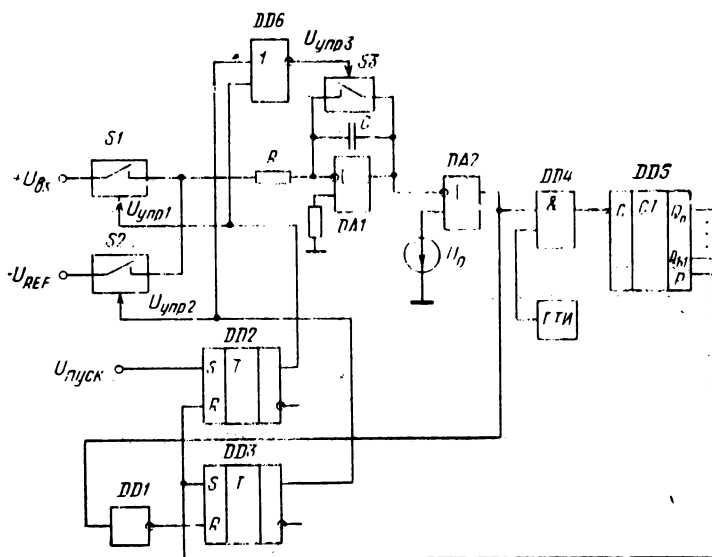 DD6
Uупр3
1
S3
C
S1
R
DA2
+Uвх
DD4
DD5
&
C
CT
Q0
DA1
Uупр1
S2
U0
P
-UREF
ГТИ
Uупр2
DD2
Uпуск
S
T
R
DD3
S
T
DD1
R